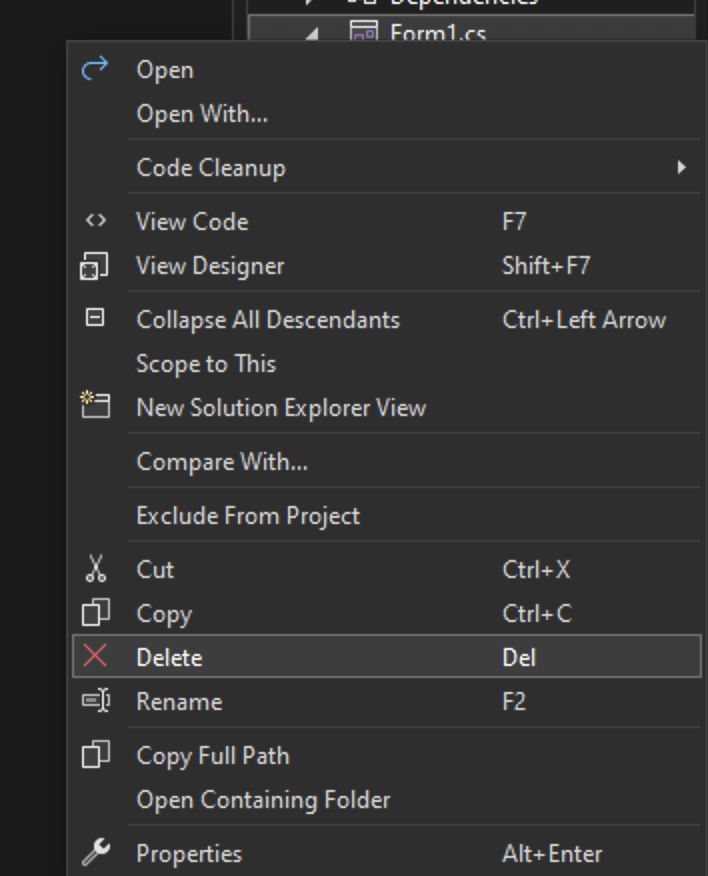 Dependencies
Form1.cs
Open
Open With...
Code Cleanup
View Code F7
View Designer Shift+F7
Collapse All Descendants Ctrl+Left Arrow
Scope to This
New Solution Explorer View
Compare With...
Exclude From Project
Cut Ctrl+X
Copy Ctrl+C
Delete Del
Rename F2
Copy Full Path
Open Containing Folder
Properties Alt+Enter